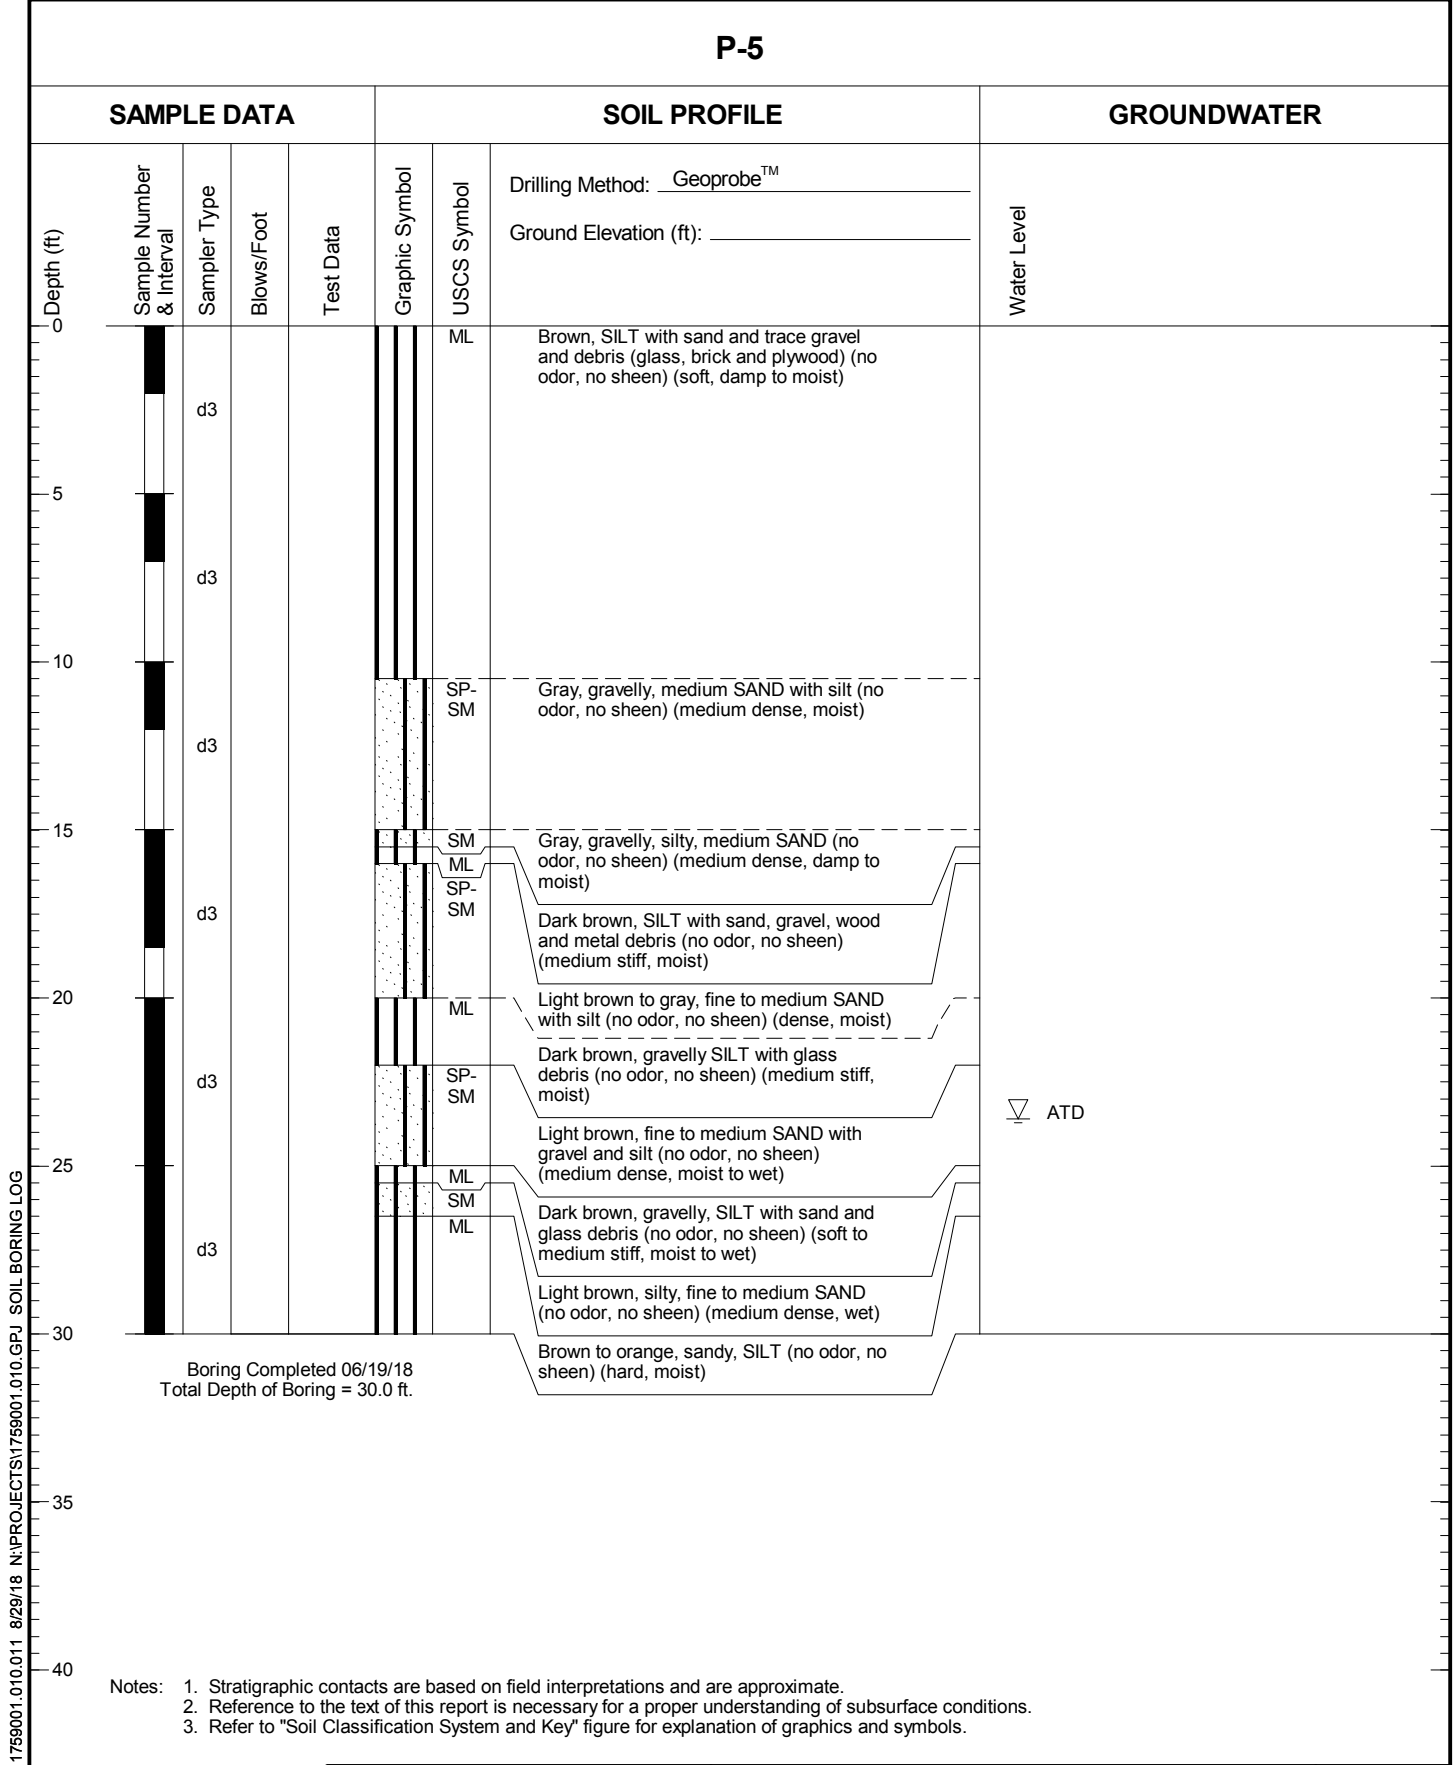 P-5
SAMPLE DATA
SOIL PROFILE
GROUNDWATER
Depth (ft)
Sample Number
& Interval
Sampler Type
Blows/Foot
Test Data
Graphic Symbol
USCS Symbol
Drilling Method: Geoprobe™
Ground Elevation (ft):
Water Level
0
ML
Brown, SILT with sand and trace gravel
and debris (glass, brick and plywood) (no
odor, no sheen) (soft, damp to moist)
d3
5
d3
10
SP-
SM
Gray, gravelly, medium SAND with silt (no
odor, no sheen) (medium dense, moist)
d3
15
SM
Gray, gravelly, silty, medium SAND (no
odor, no sheen) (medium dense, damp to
moist)
ML
SP-
SM
d3
Dark brown, SILT with sand, gravel, wood
and metal debris (no odor, no sheen)
(medium stiff, moist)
20
ML
Light brown to gray, fine to medium SAND
with silt (no odor, no sheen) (dense, moist)
Dark brown, gravelly SILT with glass
debris (no odor, no sheen) (medium stiff,
moist)
d3
SP-
SM
ATD
Light brown, fine to medium SAND with
gravel and silt (no odor, no sheen)
(medium dense, moist to wet)
25
ML
SM
ML
Dark brown, gravelly, SILT with sand and
glass debris (no odor, no sheen) (soft to
medium stiff, moist to wet)
d3
Light brown, silty, fine to medium SAND
(no odor, no sheen) (medium dense, wet)
30
Brown to orange, sandy, SILT (no odor, no
sheen) (hard, moist)
Boring Completed 06/19/18
Total Depth of Boring = 30.0 ft.
35
40
Notes: 1. Stratigraphic contacts are based on field interpretations and are approximate.
2. Reference to the text of this report is necessary for a proper understanding of subsurface conditions.
3. Refer to "Soil Classification System and Key" figure for explanation of graphics and symbols.
1759001.010.011 8/29/18 N:\PROJECTS\1759001.010.GPJ SOIL BORING LOG